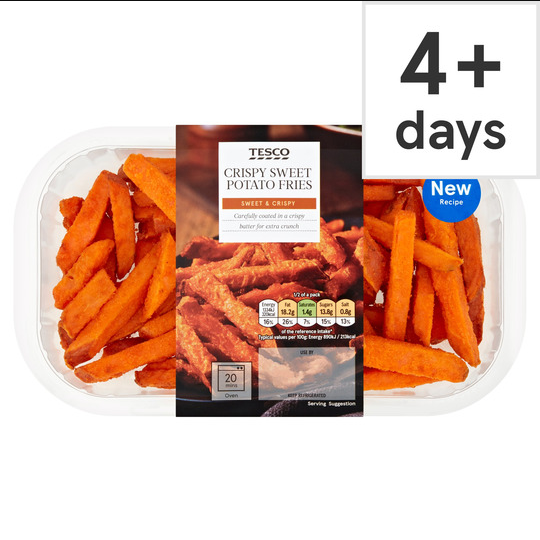 4+
days
TESCO
CRISPY SWEET
POTATO FRIES
SWEET & CRISPY
Carefully coated in a crispy
batter for extra crunch
New
Recipe
1/2 of a pack
Energy Fat Saturates Sugars Salt
18.2g 1.4g 13.8g 0.8g
16% 26% 7% 15% 13%
of the reference intake*
Typical values per 100g: Energy 890kJ / 213kcal
USE BY
20
mins
Oven
KEEP REFRIGERATED
Serving Suggestion